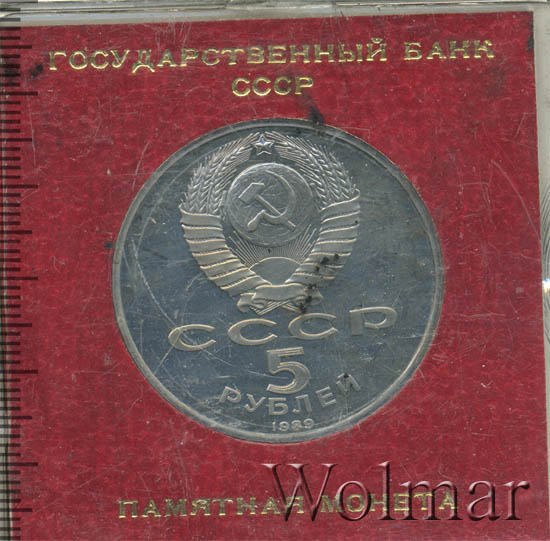 ГОСУДАРСТВЕННЫЙ БАНК
СССР
СССР
5
РУБЛЕЙ
1989
ПАМЯТНАЯ МОНЕТА
Wolmar